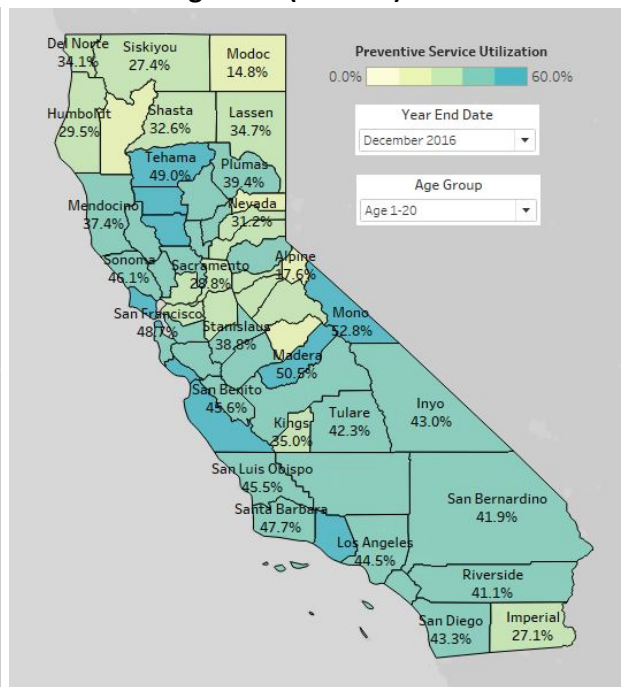 Del Norte
34.1%
Siskiyou
27.4%
Modoc
14.8%
Preventive Service Utilization
0.0%
60.0%
Year End Date
December 2016
Age Group
Age 1-20
Humboldt
29.5%
Shasta
32.6%
Lassen
34.7%
Tehama
49.0%
Plumas
39.4%
Mendocino
37.4%
Nevada
31.2%
Sonoma
46.1%
Sacramento
28.8%
Alpine
17.6%
San Francisco
48.7%
Stanislaus
38.8%
Mono
52.8%
Madera
50.5%
San Benito
45.6%
Kings
35.0%
Tulare
42.3%
Inyo
43.0%
San Luis Obispo
45.5%
Santa Barbara
47.7%
San Bernardino
41.9%
Los Angeles
44.5%
Riverside
41.1%
San Diego
43.3%
Imperial
27.1%